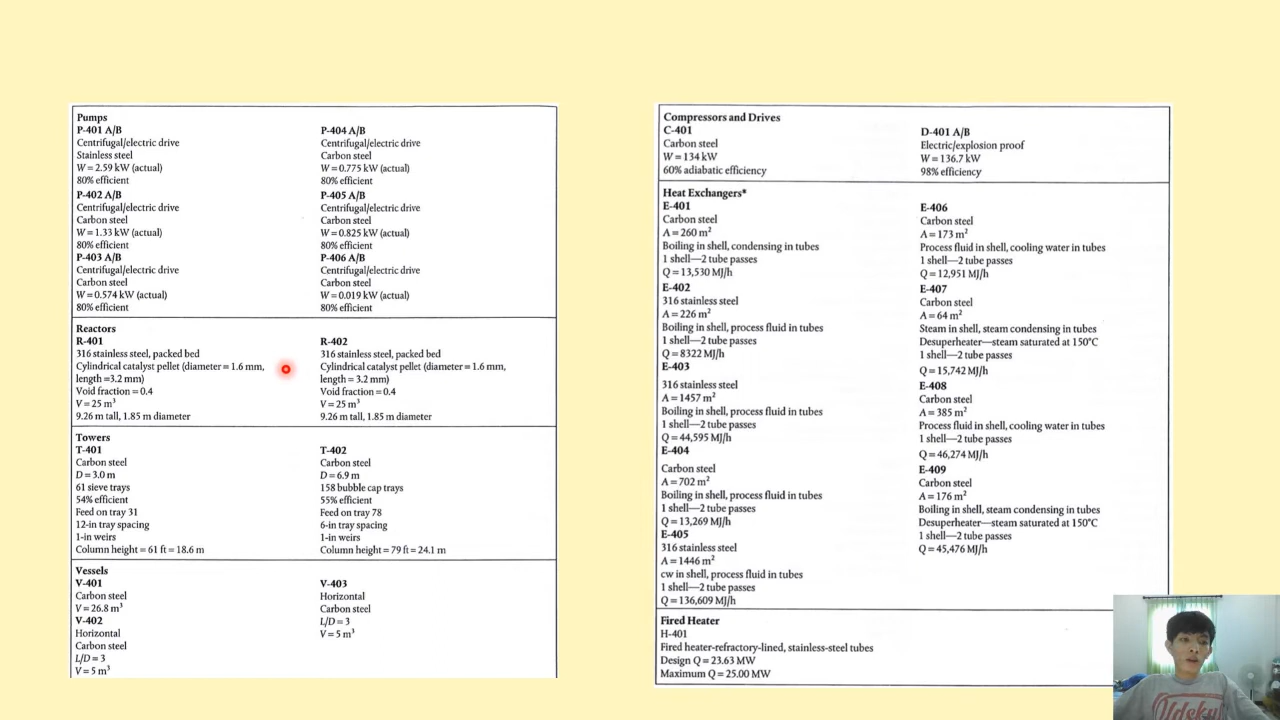 Pumps
P-401 A/B
Centrifugal/electric drive
Stainless steel
W = 2.59 kW (actual)
80% efficient
P-402 A/B
Centrifugal/electric drive
Carbon steel
W = 1.33 kW (actual)
80% efficient
P-403 A/B
Centrifugal/electric drive
Carbon steel
W = 0.574 kW (actual)
80% efficient
P-404 A/B
Centrifugal/electric drive
Carbon steel
W = 0.775 kW (actual)
80% efficient
P-405 A/B
Centrifugal/electric drive
Carbon steel
W = 0.825 kW (actual)
80% efficient
P-406 A/B
Centrifugal/electric drive
Carbon steel
W = 0.019 kW (actual)
80% efficient
Reactors
R-401
316 stainless steel, packed bed
Cylindrical catalyst pellet (diameter = 1.6 mm,
length =3.2 mm)
Void fraction = 0.4
V = 25 m³
9.26 m tall, 1.85 m diameter
R-402
316 stainless steel, packed bed
Cylindrical catalyst pellet (diameter = 1.6 mm,
length = 3.2 mm)
Void fraction = 0.4
V = 25 m³
9.26 m tall, 1.85 m diameter
Towers
T-401
Carbon steel
D = 3.0 m
61 sieve trays
54% efficient
Feed on tray 31
12-in tray spacing
1-in weirs
Column height = 61 ft = 18.6 m
T-402
Carbon steel
D = 6.9 m
158 bubble cap trays
55% efficient
Feed on tray 78
6-in tray spacing
1-in weirs
Column height = 79 ft = 24.1 m
Vessels
V-401
Carbon steel
V = 26.8 m³
V-402
Horizontal
Carbon steel
L/D = 3
V = 5 m³
V-403
Horizontal
Carbon steel
L/D = 3
V = 5 m³
Compressors and Drives
C-401
Carbon steel
W = 134 kW
60% adiabatic efficiency
D-401 A/B
Electric/explosion proof
W = 136.7 kW
98% efficiency
Heat Exchangers*
E-401
Carbon steel
A = 260 m²
Boiling in shell, condensing in tubes
1 shell—2 tube passes
Q = 13,530 MJ/h
E-402
316 stainless steel
A = 226 m²
Boiling in shell, process fluid in tubes
1 shell—2 tube passes
Q = 8322 MJ/h
E-403
316 stainless steel
A = 1457 m²
Boiling in shell, process fluid in tubes
1 shell—2 tube passes
Q = 44,595 MJ/h
E-404
Carbon steel
A = 702 m²
Boiling in shell, process fluid in tubes
1 shell—2 tube passes
Q = 13,269 MJ/h
E-405
316 stainless steel
A = 1446 m²
cw in shell, process fluid in tubes
1 shell—2 tube passes
Q = 136,609 MJ/h
E-406
Carbon steel
A = 173 m²
Process fluid in shell, cooling water in tubes
1 shell—2 tube passes
Q = 12,951 MJ/h
E-407
Carbon steel
A = 64 m²
Steam in shell, steam condensing in tubes
Desuperheater—steam saturated at 150°C
1 shell—2 tube passes
Q = 15,742 MJ/h
E-408
Carbon steel
A = 385 m²
Process fluid in shell, cooling water in tubes
1 shell—2 tube passes
Q = 46,274 MJ/h
E-409
Carbon steel
A = 176 m²
Boiling in shell, steam condensing in tubes
Desuperheater—steam saturated at 150°C
1 shell—2 tube passes
Q = 45,476 MJ/h
Fired Heater
H-401
Fired heater-refractory-lined, stainless-steel tubes
Design Q = 23.63 MW
Maximum Q = 25.00 MW
Oldsky